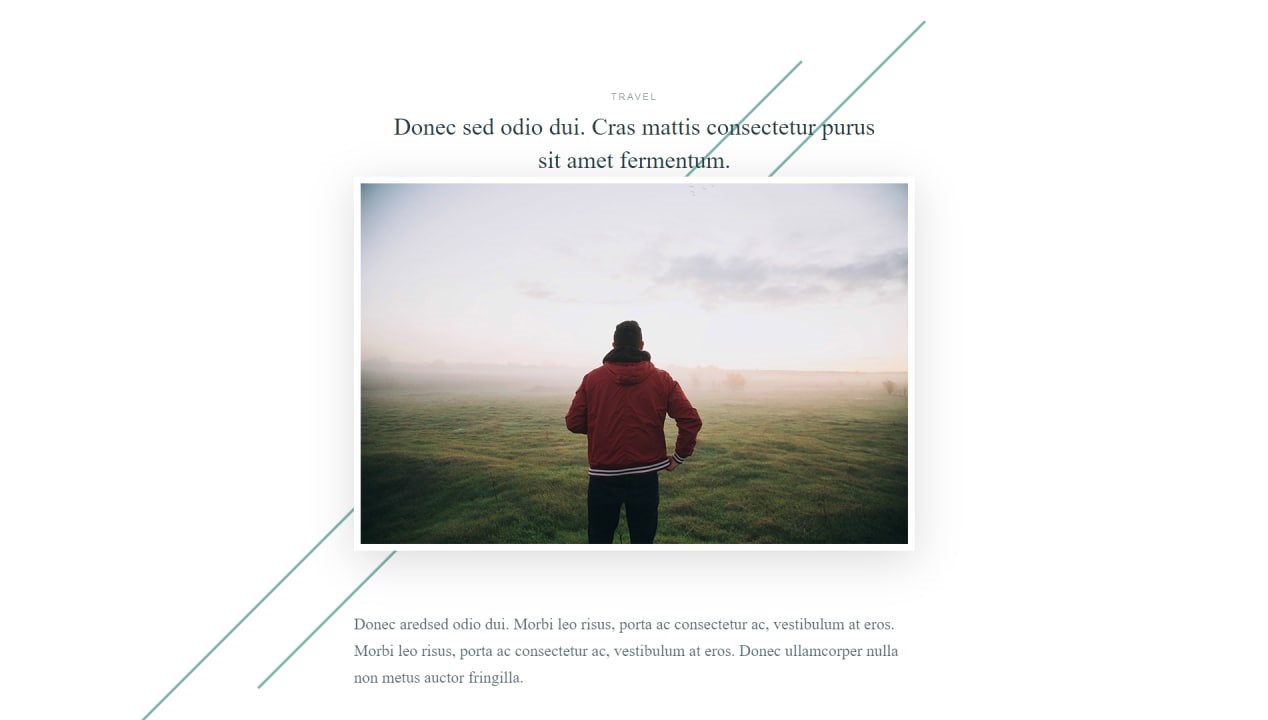 TRAVEL
Donec sed odio dui. Cras mattis consectetur purus
sit amet fermentum.
Donec aredsed odio dui. Morbi leo risus, porta ac consectetur ac, vestibulum at eros.
Morbi leo risus, porta ac consectetur ac, vestibulum at eros. Donec ullamcorper nulla
non metus auctor fringilla.